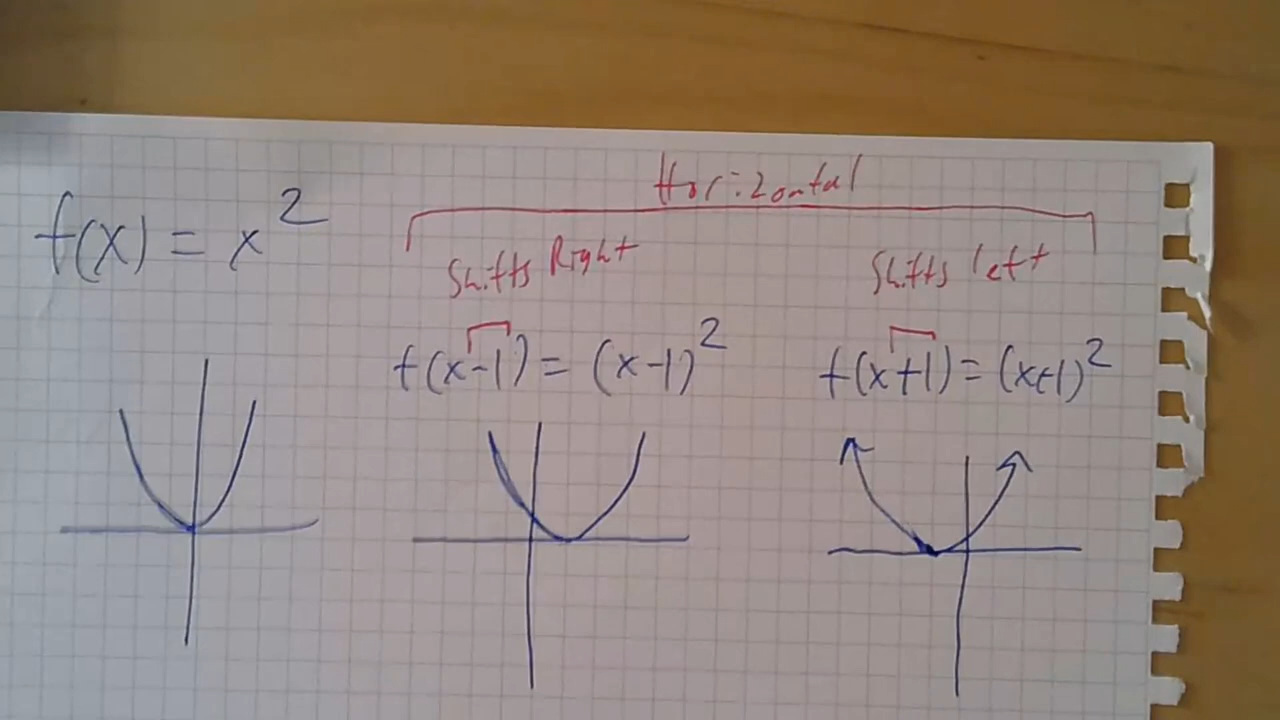 Horizontal
f(x) = x²
Shifts Right
Shifts left
f(x-1) = (x-1)²
f(x+1) = (x+1)²